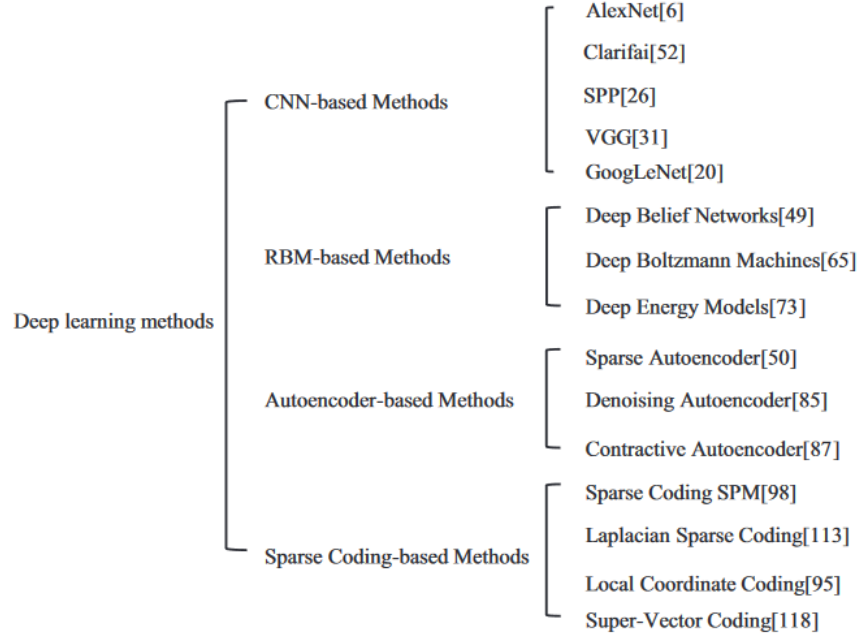 Deep learning methods
CNN-based Methods
AlexNet[6]
Clarifai[52]
SPP[26]
VGG[31]
GoogLeNet[20]
RBM-based Methods
Deep Belief Networks[49]
Deep Boltzmann Machines[65]
Deep Energy Models[73]
Autoencoder-based Methods
Sparse Autoencoder[50]
Denoising Autoencoder[85]
Contractive Autoencoder[87]
Sparse Coding-based Methods
Sparse Coding SPM[98]
Laplacian Sparse Coding[113]
Local Coordinate Coding[95]
Super-Vector Coding[118]